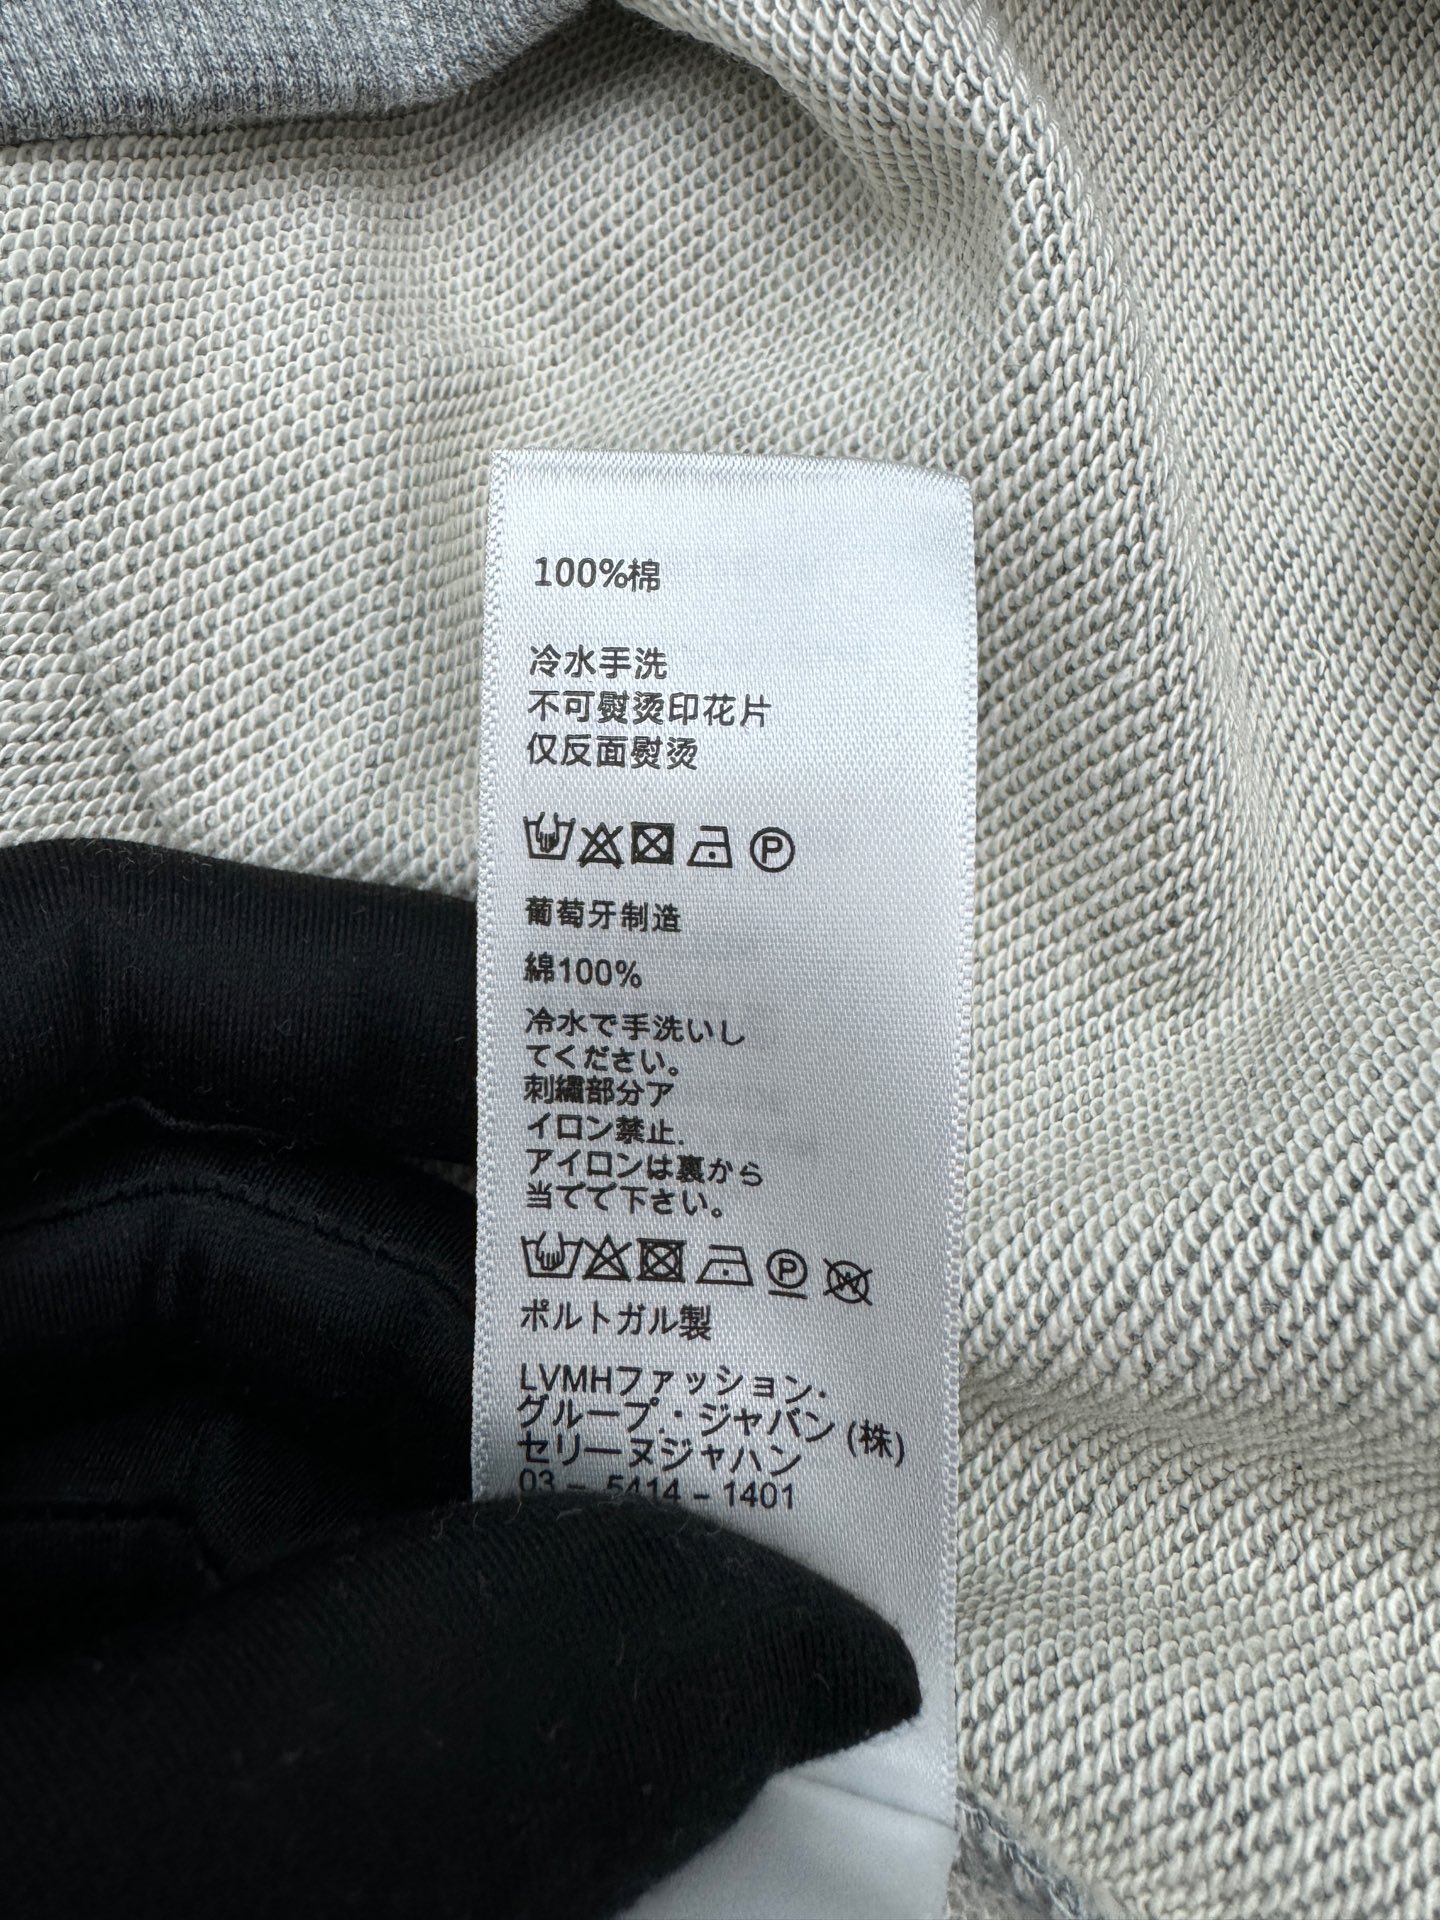 100%棉
冷水手洗
不可熨烫印花片
仅反面熨烫
P
葡萄牙制造
綿100%
冷水で手洗いし
てください。
刺繍部分ア
イロン禁止.
アイロンは裏から
当てて下さい。
P W
ポルトガル製
LVMHファッション・
グループ・ジャパン(株)
セリーヌジャハン
03-5414-1401